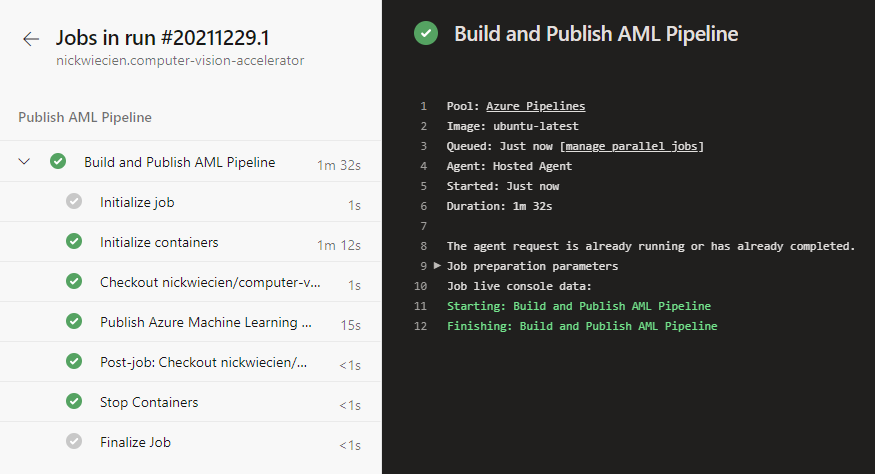 Jobs in run #20211229.1
nickwiecien.computer-vision-accelerator
Publish AML Pipeline
Build and Publish AML Pipeline 1m 32s
Initialize job 1s
Initialize containers 1m 12s
Checkout nickwiecien/computer-v... 1s
Publish Azure Machine Learning ... 15s
Post-job: Checkout nickwiecien/... <1s
Stop Containers <1s
Finalize Job <1s
Build and Publish AML Pipeline
1 Pool: Azure Pipelines
2 Image: ubuntu-latest
3 Queued: Just now [manage parallel jobs]
4 Agent: Hosted Agent
5 Started: Just now
6 Duration: 1m 32s
7
8 The agent request is already running or has already completed.
9 Job preparation parameters
10 Job live console data:
11 Starting: Build and Publish AML Pipeline
12 Finishing: Build and Publish AML Pipeline